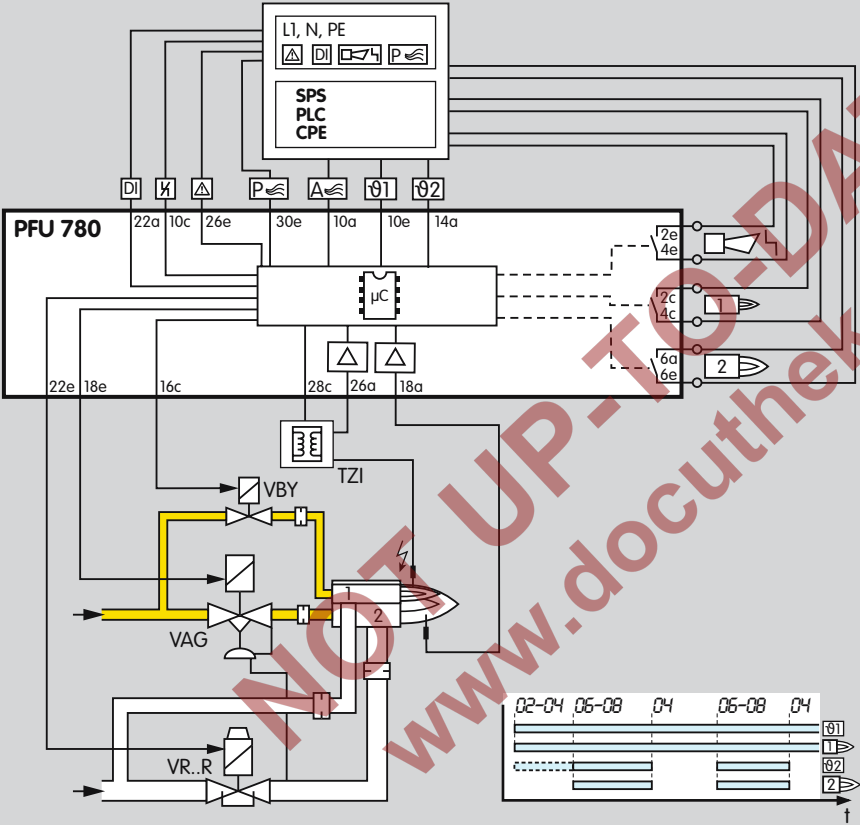 L1, N, PE
DI P
SPS
PLC
CPE
DI P A ϑ1 ϑ2
PFU 780
22a 10c 26e 30e 10a 10e 14a
2e
4e
µC
2c
4c
1
6a
6e
2
22e 18e 16c 28c 26a 18a
TZI
VBY
1
2
VAG
VR..R
02-04 06-08 04 06-08 04
ϑ1
1
ϑ2
2
t
NOT UP-TO-DAT
www.docuthek